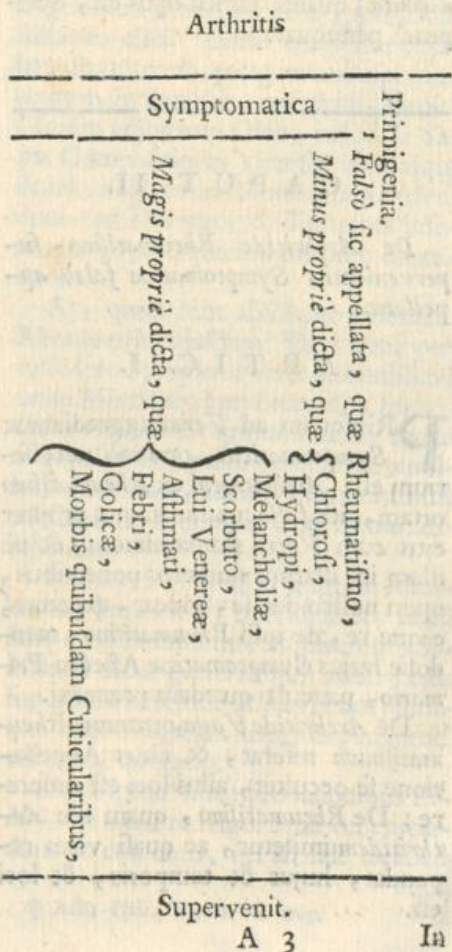 Arthritis
Primigenia,
Symptomatica
, Falsò ſic appellata, quæ Rheumatiſmo,
Minus propriè dicta, quæ
Chloroſi,
Hydropi,
Magis propriè dicta, quæ
Melancholiæ,
Scorbuto,
Lui Venereæ,
Aſthmati,
Febri,
Colicæ,
Morbis quibuſdam Cuticularibus,
Supervenit.
A 3 In